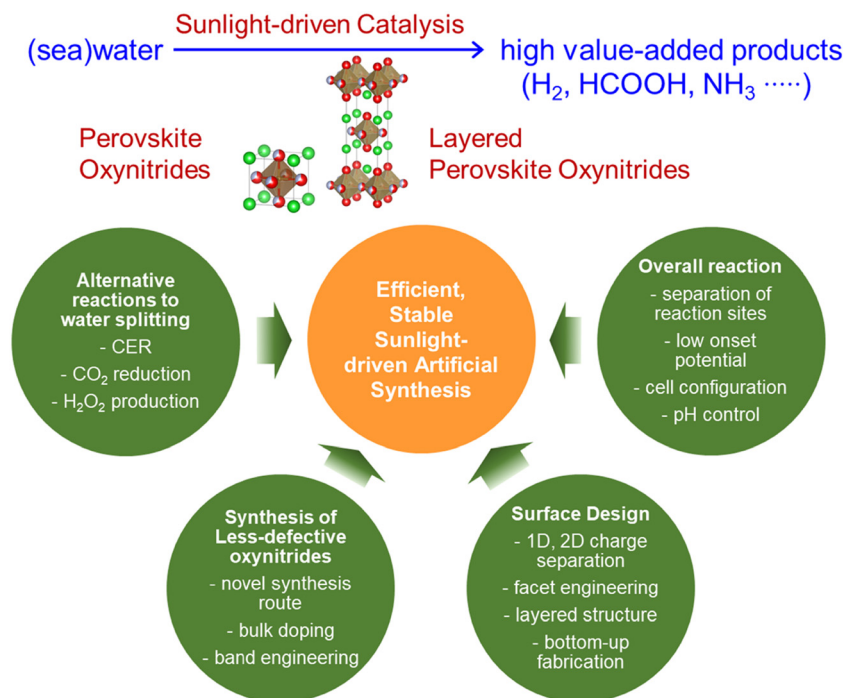 Sunlight-driven Catalysis
(sea)water
high value-added products
(H₂, HCOOH, NH₃ ·····)
Perovskite
Oxynitrides
Layered
Perovskite Oxynitrides
Alternative
reactions to
water splitting
- CER
- CO₂ reduction
- H₂O₂ production
Efficient,
Stable
Sunlight-
driven Artificial
Synthesis
Overall reaction
- separation of
reaction sites
- low onset
potential
- cell configuration
- pH control
Synthesis of
Less-defective
oxynitrides
- novel synthesis
route
- bulk doping
- band engineering
Surface Design
- 1D, 2D charge
separation
- facet engineering
- layered structure
- bottom-up
fabrication